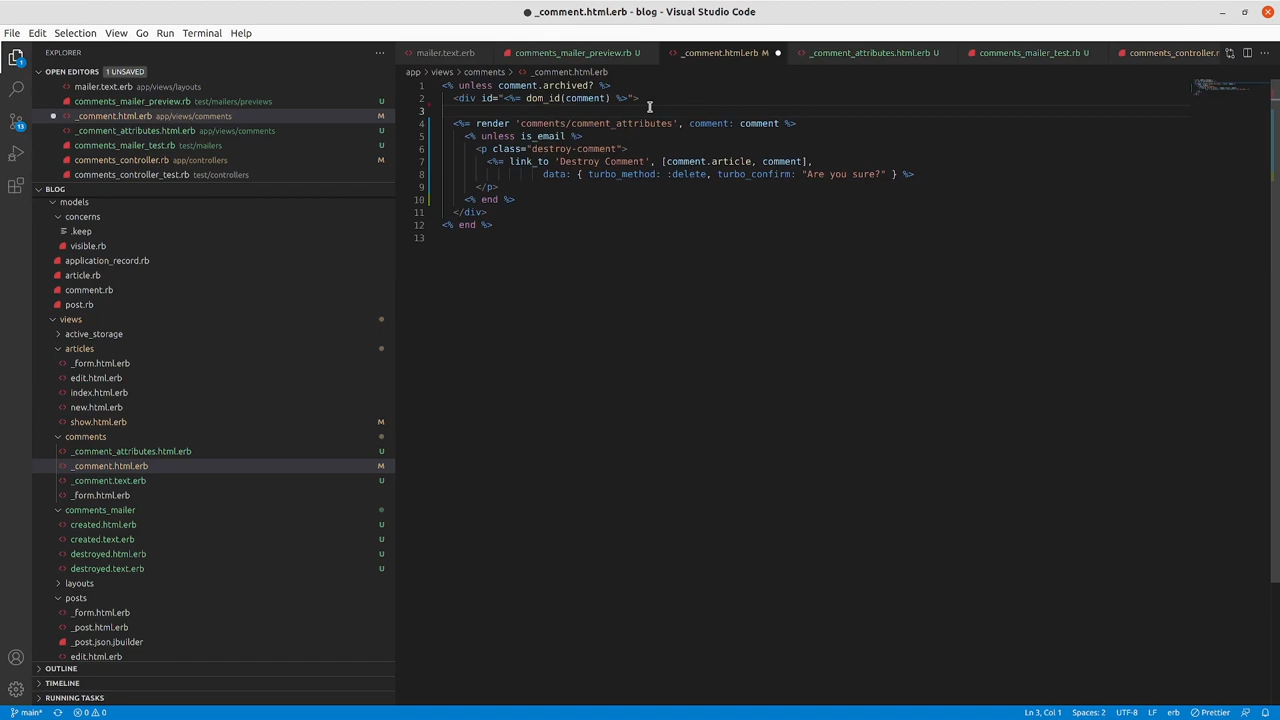 _comment.html.erb - blog - Visual Studio Code
File Edit Selection View Go Run Terminal Help
EXPLORER
mailer.text.erb
comments_mailer_preview.rb U
_comment.html.erb M
_comment_attributes.html.erb U
comments_mailer_test.rb U
comments_controller.r
OPEN EDITORS 1 UNSAVED
mailer.text.erb app/views/layouts
comments_mailer_preview.rb test/mailers/previews U
_comment.html.erb app/views/comments M
_comment_attributes.html.erb app/views/comments U
comments_mailer_test.rb test/mailers U
comments_controller.rb app/controllers M
comments_controller_test.rb test/controllers M
BLOG
models
concerns
.keep
visible.rb
application_record.rb
article.rb
comment.rb
post.rb
views
active_storage
articles
_form.html.erb
edit.html.erb
index.html.erb
new.html.erb
show.html.erb M
comments
_comment_attributes.html.erb U
_comment.html.erb M
_comment.text.erb U
_form.html.erb
comments_mailer
created.html.erb U
created.text.erb U
destroyed.html.erb U
destroyed.text.erb U
layouts
posts
_form.html.erb
_post.html.erb
_post.json.jbuilder
edit.html.erb
OUTLINE
TIMELINE
RUNNING TASKS
app > views > comments > _comment.html.erb
1 <% unless comment.archived? %>
2 <div id="<%= dom_id(comment) %>">
3
4 <%= render 'comments/comment_attributes', comment: comment %>
5 <% unless is_email %>
6 <p class="destroy-comment">
7 <%= link_to 'Destroy Comment', [comment.article, comment],
8 data: { turbo_method: :delete, turbo_confirm: "Are you sure?" } %>
9 </p>
10 <% end %>
11 </div>
12 <% end %>
13
1
13
main* 0 0
Ln 3, Col 1 Spaces: 2 UTF-8 LF erb Prettier